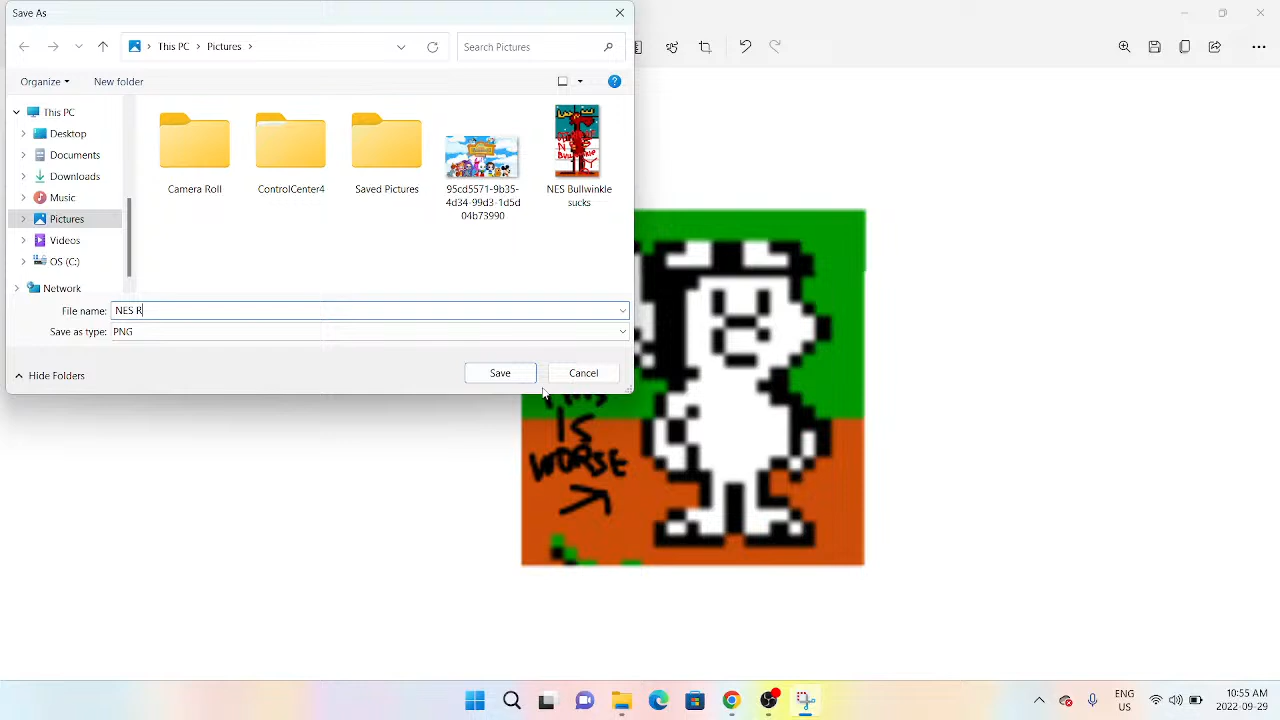 Save As
This PC
Pictures
Search Pictures
Organize
New folder
This PC
Desktop
Documents
Downloads
Music
Pictures
Videos
OS (C:)
Network
Camera Roll
ControlCenter4
Saved Pictures
95cd5571-9b35-
4d34-99d3-1d5d
04b73990
NES Bullwinkle
sucks
File name:
NES R
Save as type:
PNG
Hide Folders
Save
Cancel
IS
WORSE
ENG
US
10:55 AM
2022-09-29